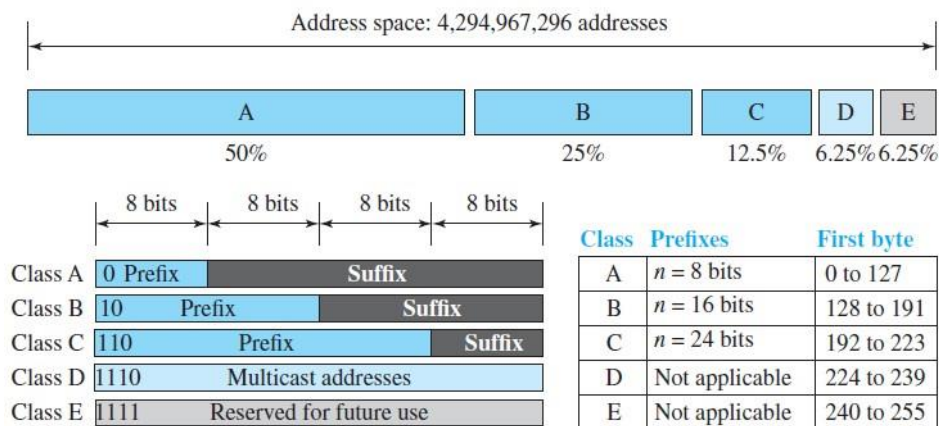 Address space: 4,294,967,296 addresses
A B C D E
50% 25% 12.5% 6.25% 6.25%
8 bits 8 bits 8 bits 8 bits
Class A 0 Prefix Suffix
Class B 10 Prefix Suffix
Class C 110 Prefix Suffix
Class D 1110 Multicast addresses
Class E 1111 Reserved for future use
Class Prefixes First byte
A n = 8 bits 0 to 127
B n = 16 bits 128 to 191
C n = 24 bits 192 to 223
D Not applicable 224 to 239
E Not applicable 240 to 255